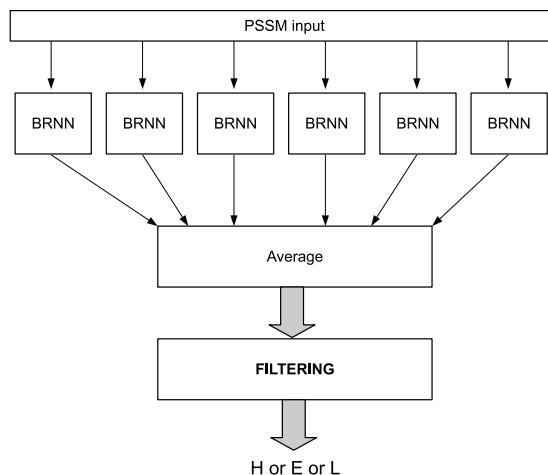 PSSM input
BRNN BRNN BRNN BRNN BRNN BRNN
Average
FILTERING
H or E or L